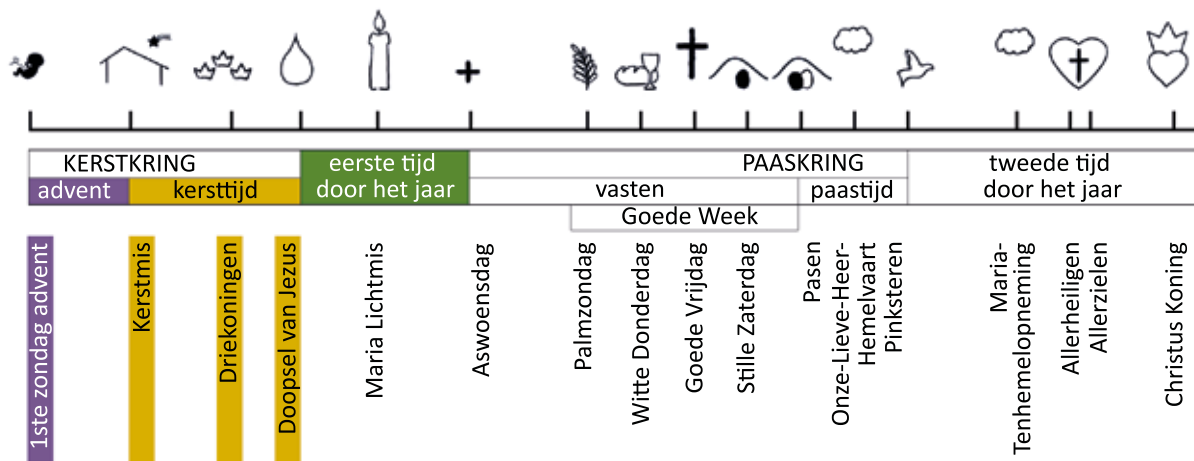 KERSTKRING
eerste tijd
door het jaar
PAASKRING
tweede tijd
door het jaar
advent
kersttijd
vasten
paastijd
Goede Week
1ste zondag advent
Kerstmis
Driekoningen
Doopsel van Jezus
Maria Lichtmis
Aswoensdag
Palmzondag
Witte Donderdag
Goede Vrijdag
Stille Zaterdag
Pasen
Onze-Lieve-Heer-
Hemelvaart
Pinksteren
Maria-
Tenhemelopneming
Allerheiligen
Allerzielen
Christus Koning